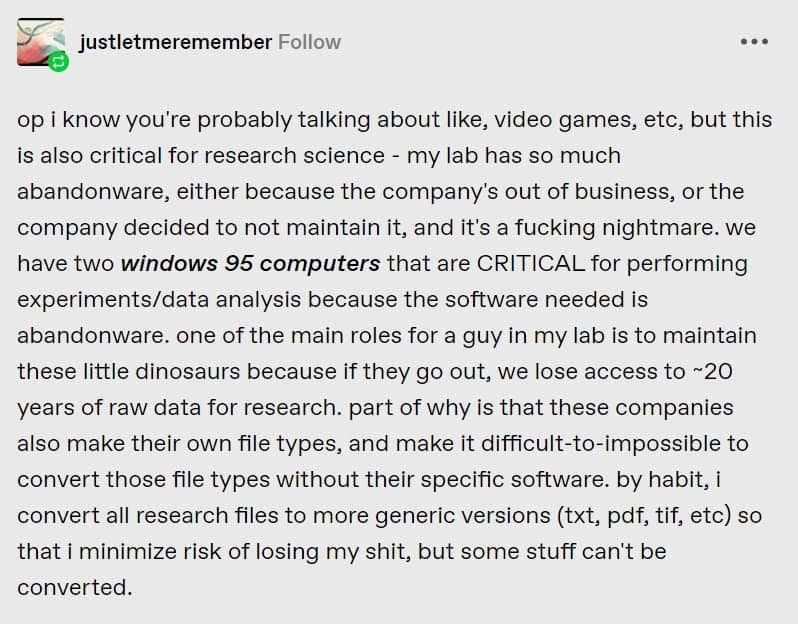 justletmeremember Follow
op i know you're probably talking about like, video games, etc, but this
is also critical for research science - my lab has so much
abandonware, either because the company's out of business, or the
company decided to not maintain it, and it's a fucking nightmare. we
have two windows 95 computers that are CRITICAL for performing
experiments/data analysis because the software needed is
abandonware. one of the main roles for a guy in my lab is to maintain
these little dinosaurs because if they go out, we lose access to ~20
years of raw data for research. part of why is that these companies
also make their own file types, and make it difficult-to-impossible to
convert those file types without their specific software. by habit, i
convert all research files to more generic versions (txt, pdf, tif, etc) so
that i minimize risk of losing my shit, but some stuff can't be
converted.